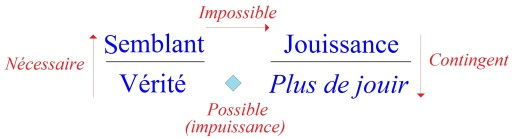 Impossible
Semblant Jouissance
Nécessaire Contingent
Vérité Plus de jouir
Possible
(impuissance)